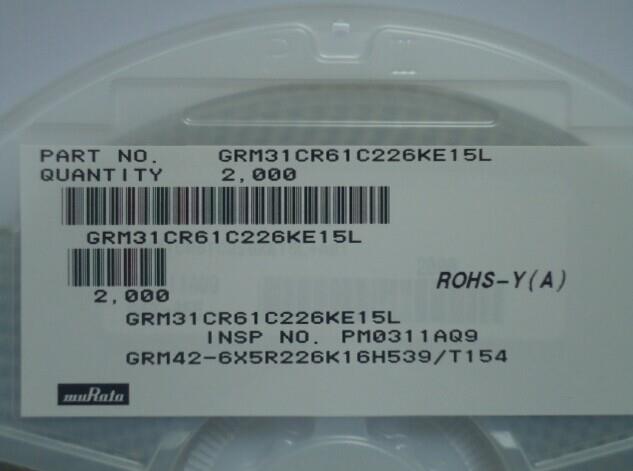 PART NO. GRM31CR61C226KE15L
QUANTITY 2,000
GRM31CR61C226KE15L
2,000
ROHS-Y(A)
GRM31CR61C226KE15L
INSP NO. PM0311AQ9
GRM42-6X5R226K16H539/T154
muRata